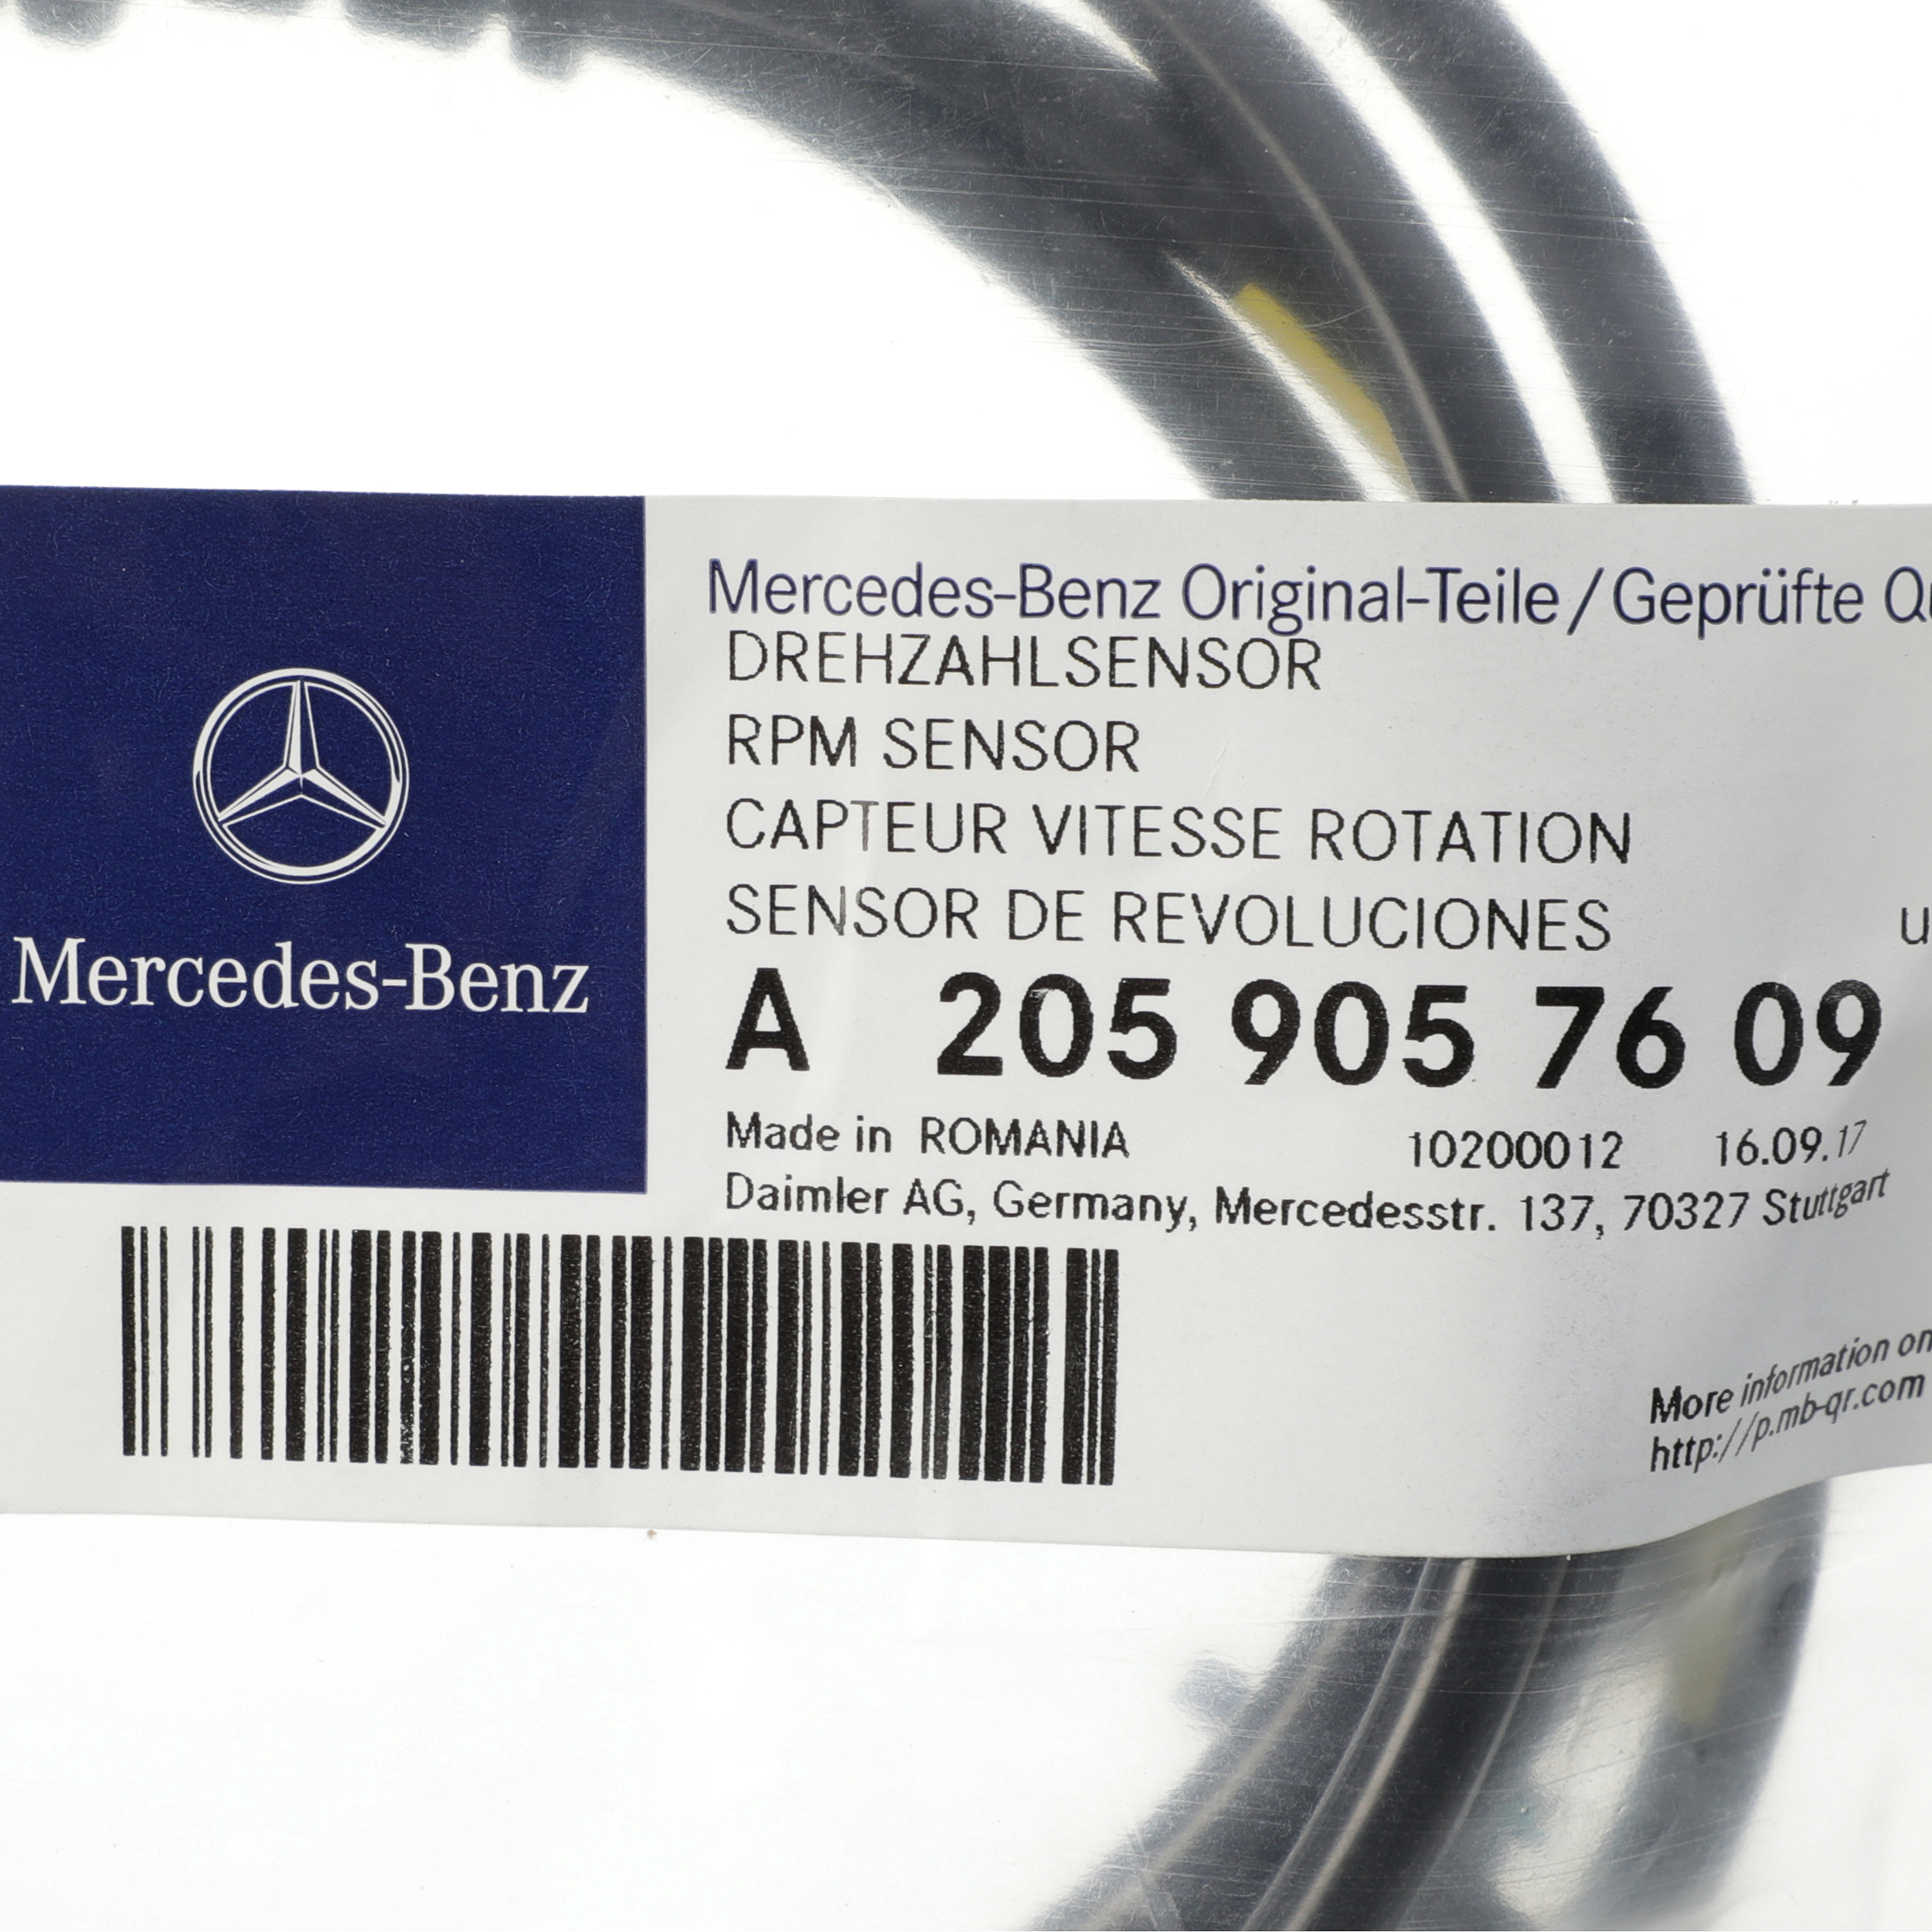 Mercedes-Benz
Mercedes-Benz Original-Teile / Geprüfte
DREHZAHLSENSOR
RPM SENSOR
CAPTEUR VITESSE ROTATION
SENSOR DE REVOLUCIONES
A 205 905 76 09
Made in ROMANIA 10200012 16.09.17
Daimler AG, Germany, Mercedesstr. 137, 70327 Stuttgart
More information on
http://p.mb-qr.com